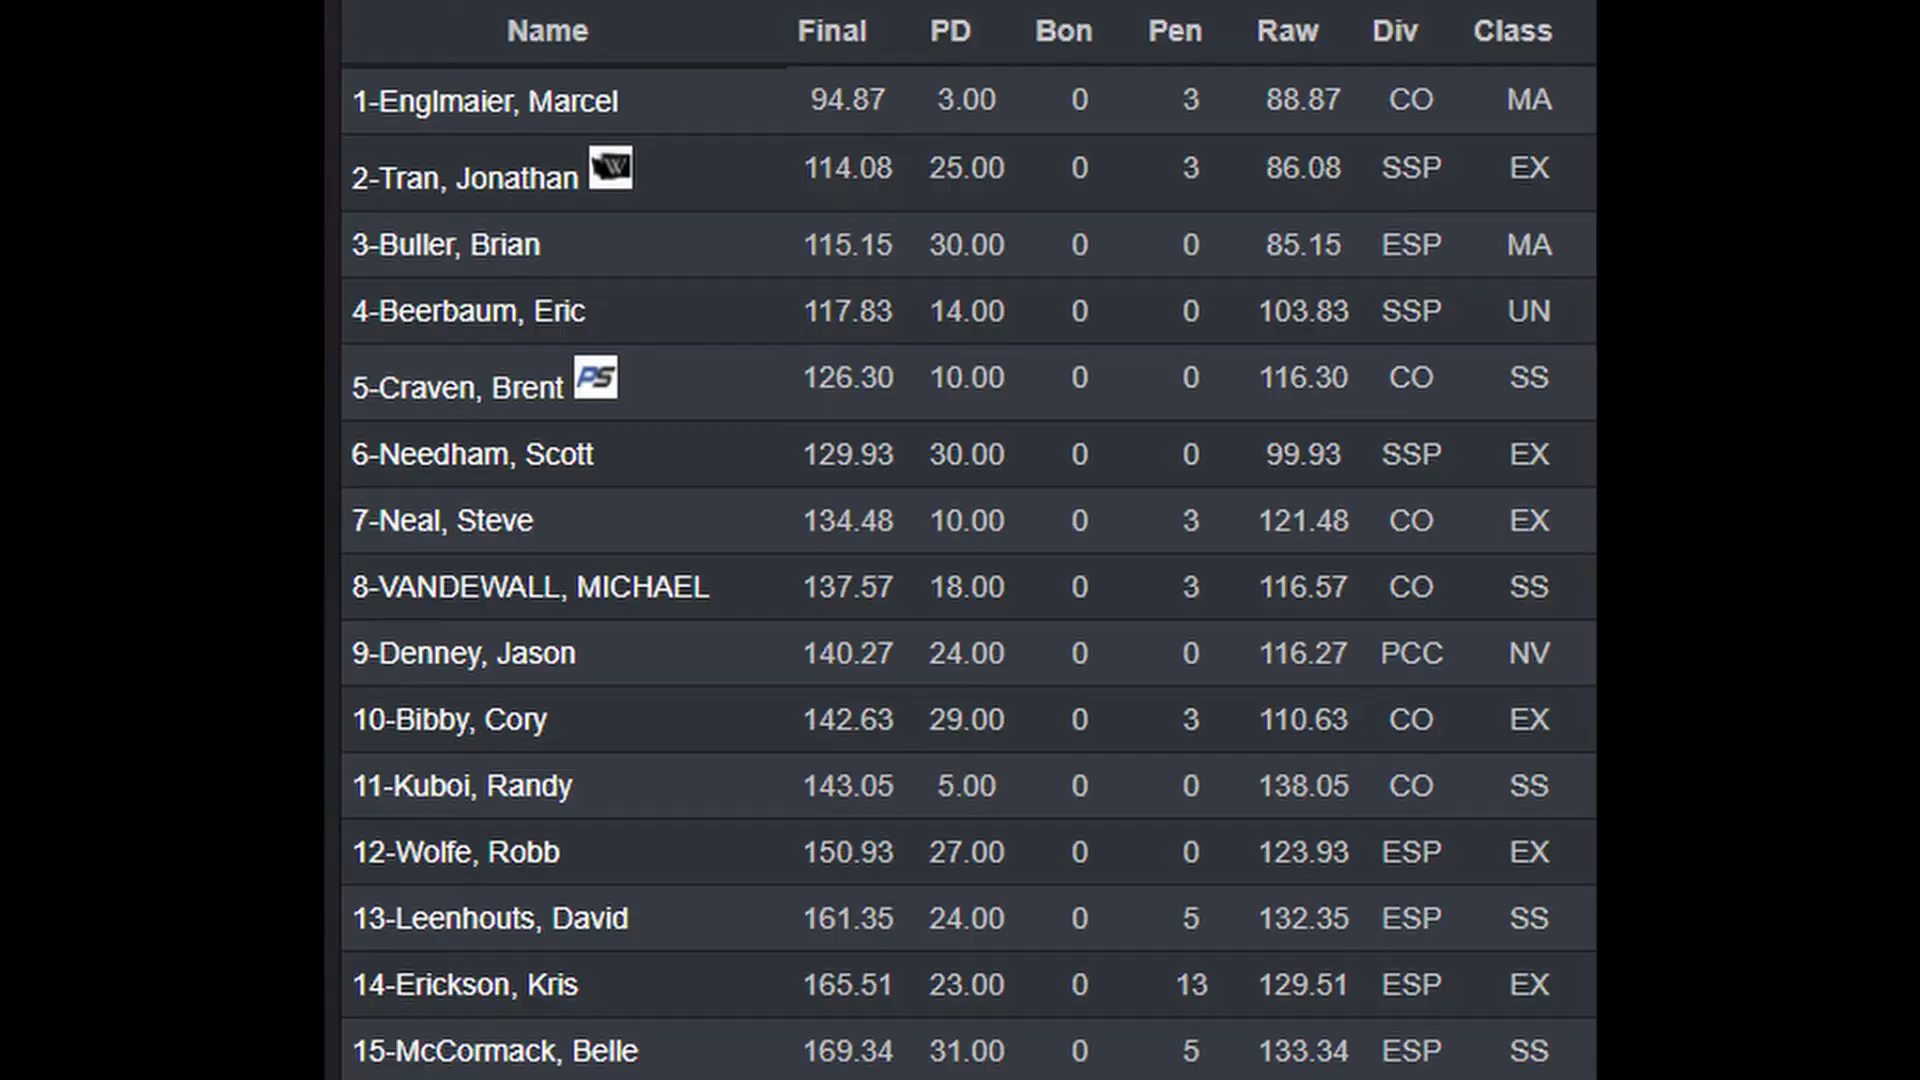 Name Final PD Bon Pen Raw Div Class
1-Englmaier, Marcel 94.87 3.00 0 3 88.87 CO MA
2-Tran, Jonathan W 114.08 25.00 0 3 86.08 SSP EX
3-Buller, Brian 115.15 30.00 0 0 85.15 ESP MA
4-Beerbaum, Eric 117.83 14.00 0 0 103.83 SSP UN
5-Craven, Brent PS 126.30 10.00 0 0 116.30 CO SS
6-Needham, Scott 129.93 30.00 0 0 99.93 SSP EX
7-Neal, Steve 134.48 10.00 0 3 121.48 CO EX
8-VANDEWALL, MICHAEL 137.57 18.00 0 3 116.57 CO SS
9-Denney, Jason 140.27 24.00 0 0 116.27 PCC NV
10-Bibby, Cory 142.63 29.00 0 3 110.63 CO EX
11-Kuboi, Randy 143.05 5.00 0 0 138.05 CO SS
12-Wolfe, Robb 150.93 27.00 0 0 123.93 ESP EX
13-Leenhouts, David 161.35 24.00 0 5 132.35 ESP SS
14-Erickson, Kris 165.51 23.00 0 13 129.51 ESP EX
15-McCormack, Belle 169.34 31.00 0 5 133.34 ESP SS